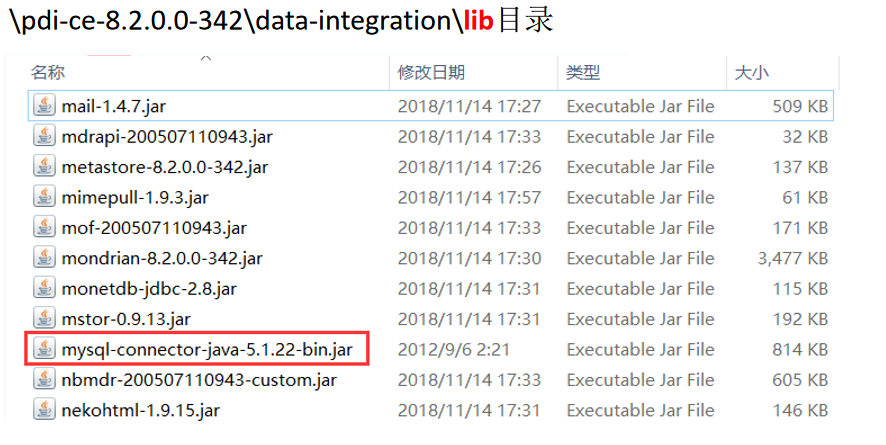 \pdi-ce-8.2.0.0-342\data-integration\lib目录
名称 修改日期 类型 大小
mail-1.4.7.jar 2018/11/14 17:27 Executable Jar File 509 KB
mdrapi-200507110943.jar 2018/11/14 17:33 Executable Jar File 32 KB
metastore-8.2.0.0-342.jar 2018/11/14 17:26 Executable Jar File 137 KB
mimepull-1.9.3.jar 2018/11/14 17:57 Executable Jar File 61 KB
mof-200507110943.jar 2018/11/14 17:33 Executable Jar File 171 KB
mondrian-8.2.0.0-342.jar 2018/11/14 17:30 Executable Jar File 3,477 KB
monetdb-jdbc-2.8.jar 2018/11/14 17:31 Executable Jar File 115 KB
mstor-0.9.13.jar 2018/11/14 17:31 Executable Jar File 192 KB
mysql-connector-java-5.1.22-bin.jar 2012/9/6 2:21 Executable Jar File 814 KB
nbmdr-200507110943-custom.jar 2018/11/14 17:33 Executable Jar File 605 KB
nekohtml-1.9.15.jar 2018/11/14 17:31 Executable Jar File 146 KB